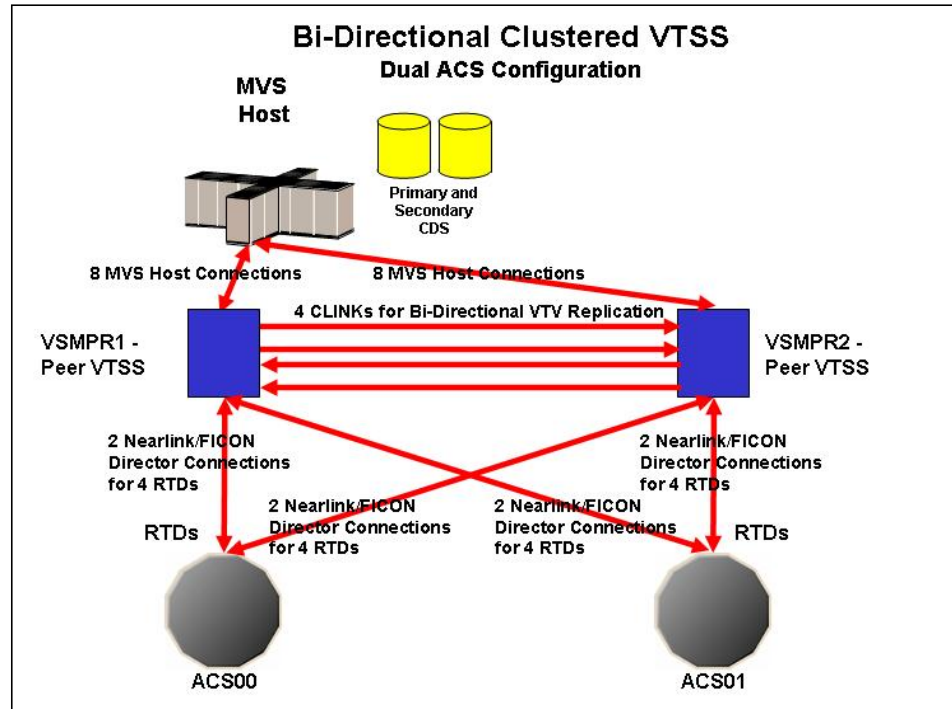 Bi-Directional Clustered VTSS
Dual ACS Configuration
MVS
Host
Primary and
Secondary
CDS
8 MVS Host Connections
8 MVS Host Connections
4 CLINKs for Bi-Directional VTV Replication
VSMPR1 -
Peer VTSS
VSMPR2 -
Peer VTSS
2 Nearlink/FICON
Director Connections
for 4 RTDs
2 Nearlink/FICON
Director Connections
for 4 RTDs
2 Nearlink/FICON
Director Connections
for 4 RTDs
2 Nearlink/FICON
Director Connections
for 4 RTDs
RTDs
RTDs
ACS00
ACS01